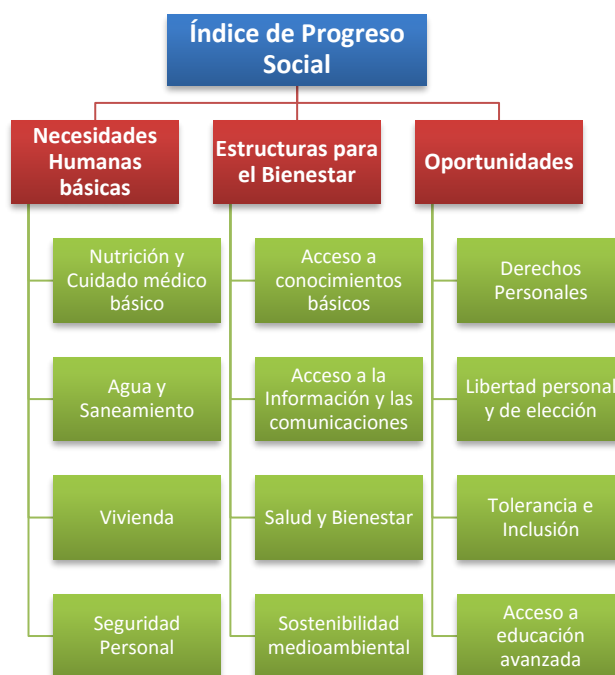 Índice de Progreso
Social
Necesidades
Humanas
básicas
Nutrición y
Cuidado médico
básico
Agua y
Saneamiento
Vivienda
Seguridad
Personal
Estructuras para
el Bienestar
Acceso a
conocimientos
básicos
Acceso a la
Información y las
comunicaciones
Salud y Bienestar
Sostenibilidad
medioambiental
Oportunidades
Derechos
Personales
Libertad personal
y de elección
Tolerancia e
Inclusión
Acceso a
educación
avanzada